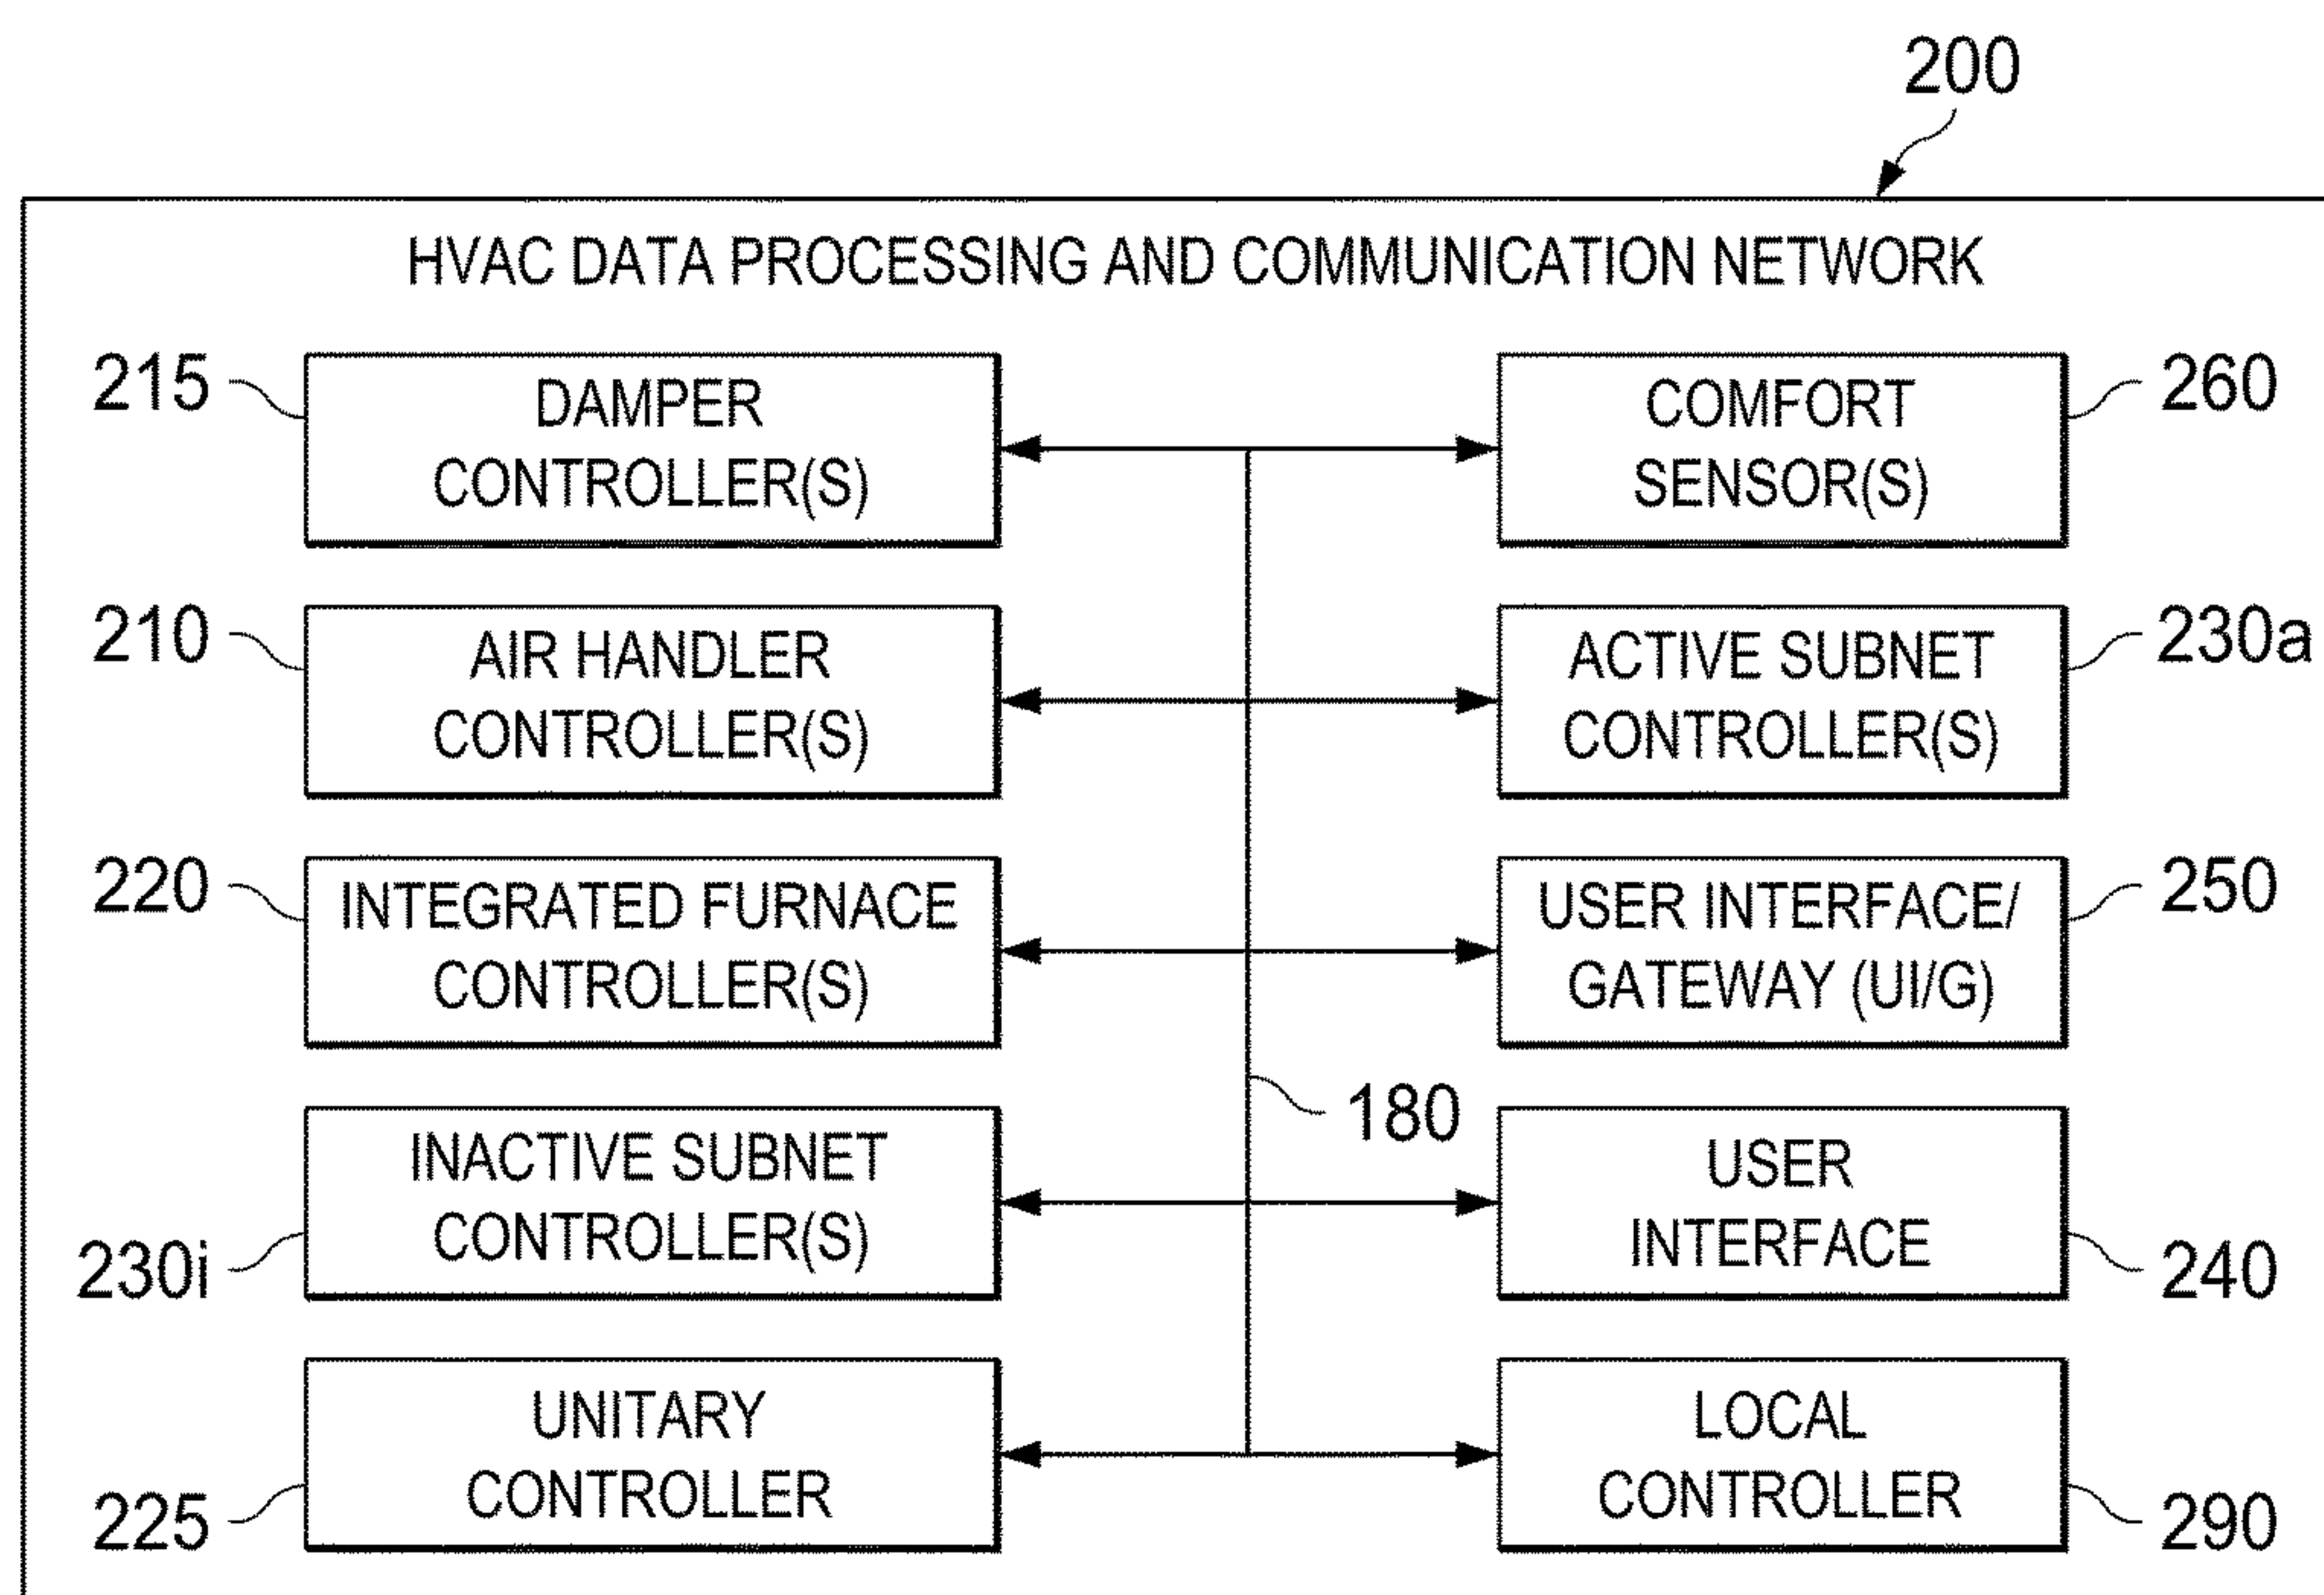 200
HVAC DATA PROCESSING AND COMMUNICATION NETWORK
215
DAMPER
CONTROLLER(S)
COMFORT
SENSOR(S)
260
210
AIR HANDLER
CONTROLLER(S)
ACTIVE SUBNET
CONTROLLER(S)
230a
220
INTEGRATED FURNACE
CONTROLLER(S)
USER INTERFACE/
GATEWAY (UI/G)
250
180
INACTIVE SUBNET
CONTROLLER(S)
230i
USER
INTERFACE
240
UNITARY
CONTROLLER
225
LOCAL
CONTROLLER
290